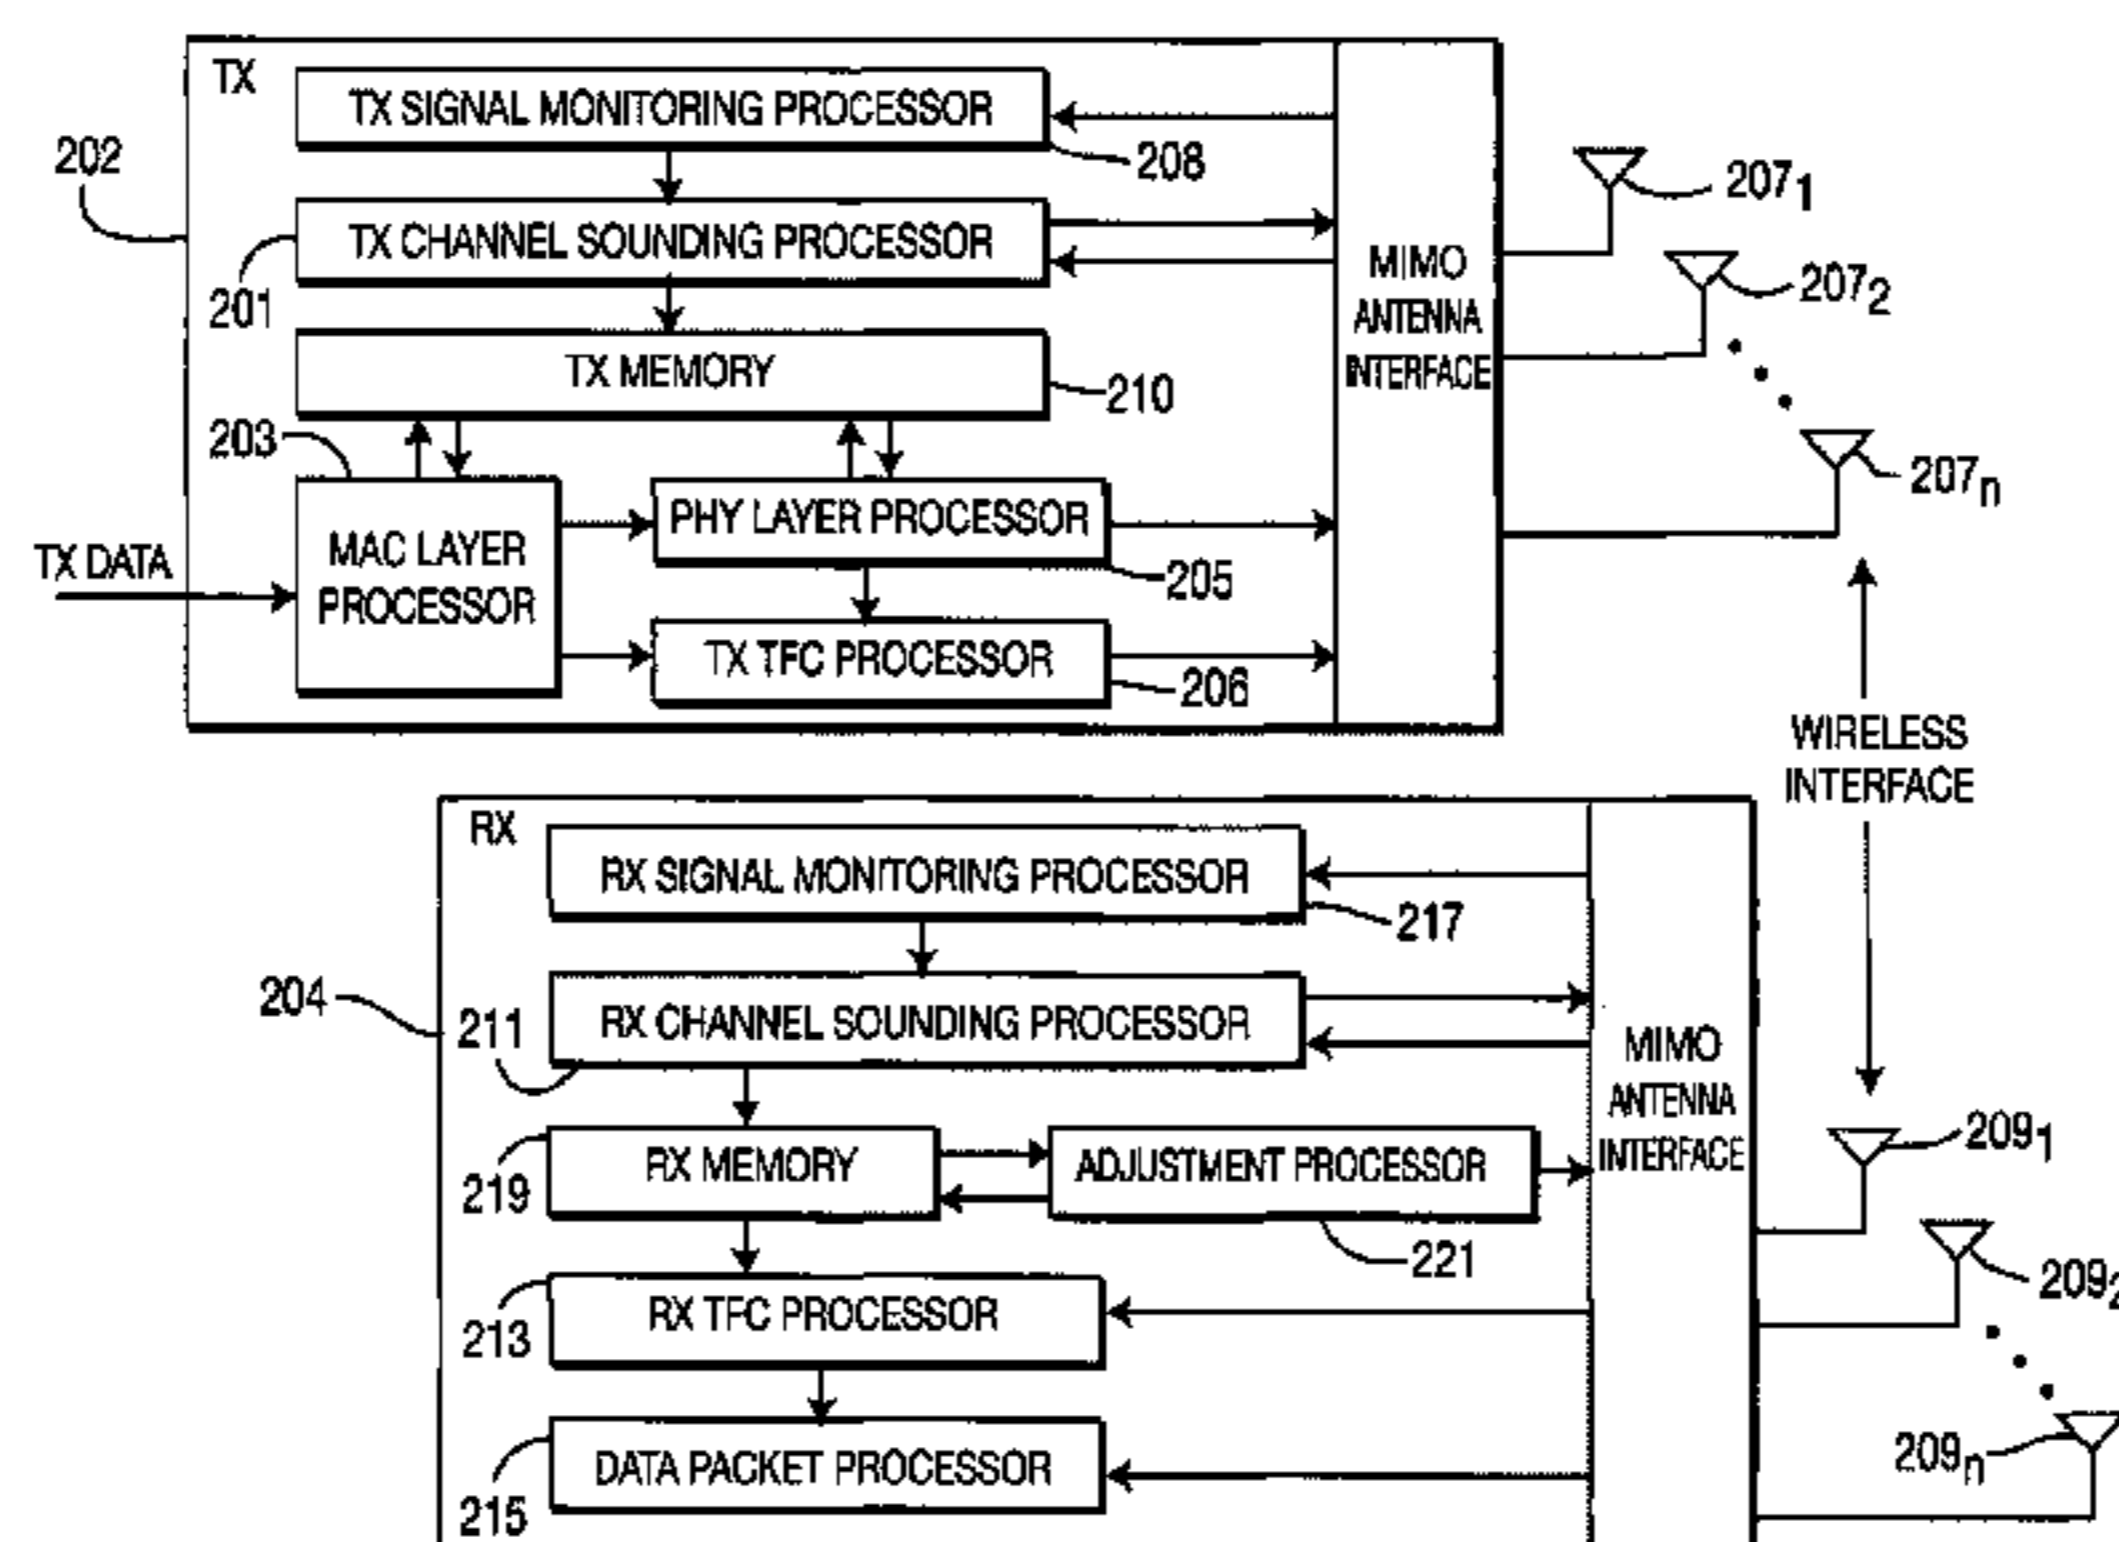 TX
TX SIGNAL MONITORING PROCESSOR
208
202
TX CHANNEL SOUNDING PROCESSOR
201
TX MEMORY
210
203
MAC LAYER
PROCESSOR
TX DATA
PHY LAYER PROCESSOR
205
TX TFC PROCESSOR
206
MIMO
ANTENNA
INTERFACE
207₁
207₂
207ₙ
WIRELESS
INTERFACE
RX
RX SIGNAL MONITORING PROCESSOR
217
204
211
RX CHANNEL SOUNDING PROCESSOR
RX MEMORY
219
ADJUSTMENT PROCESSOR
221
RX TFC PROCESSOR
213
DATA PACKET PROCESSOR
215
MIMO
ANTENNA
INTERFACE
209₁
209₂
209ₙ